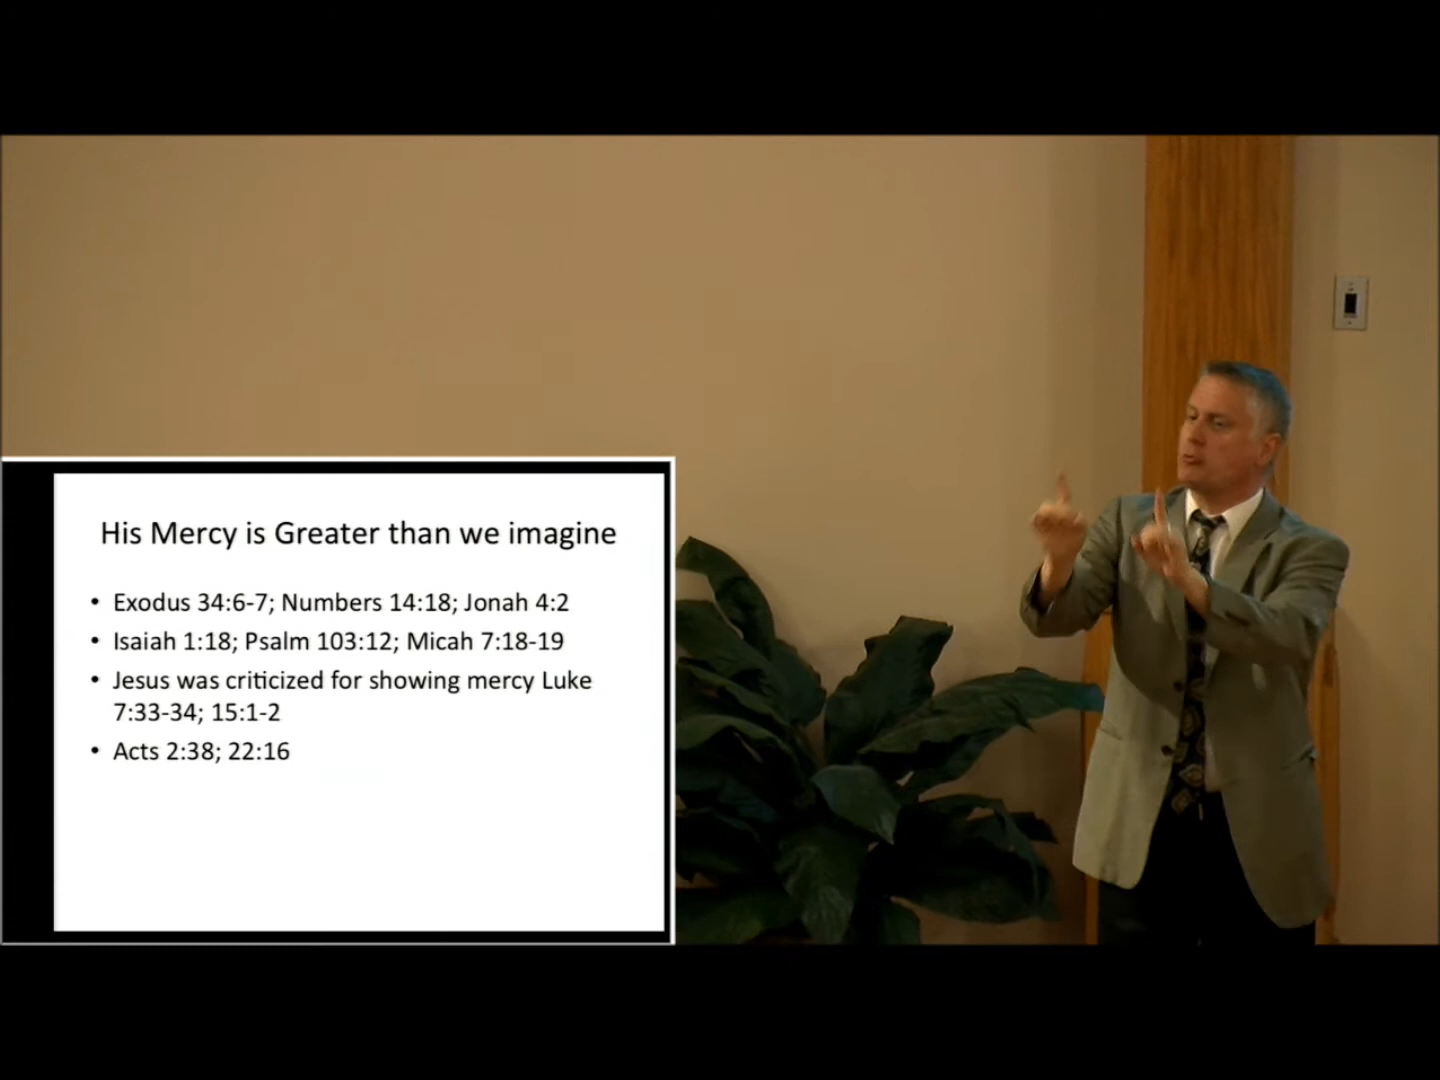 His Mercy is Greater than we imagine
• Exodus 34:6-7; Numbers 14:18; Jonah 4:2
• Isaiah 1:18; Psalm 103:12; Micah 7:18-19
• Jesus was criticized for showing mercy Luke
7:33-34; 15:1-2
• Acts 2:38; 22:16